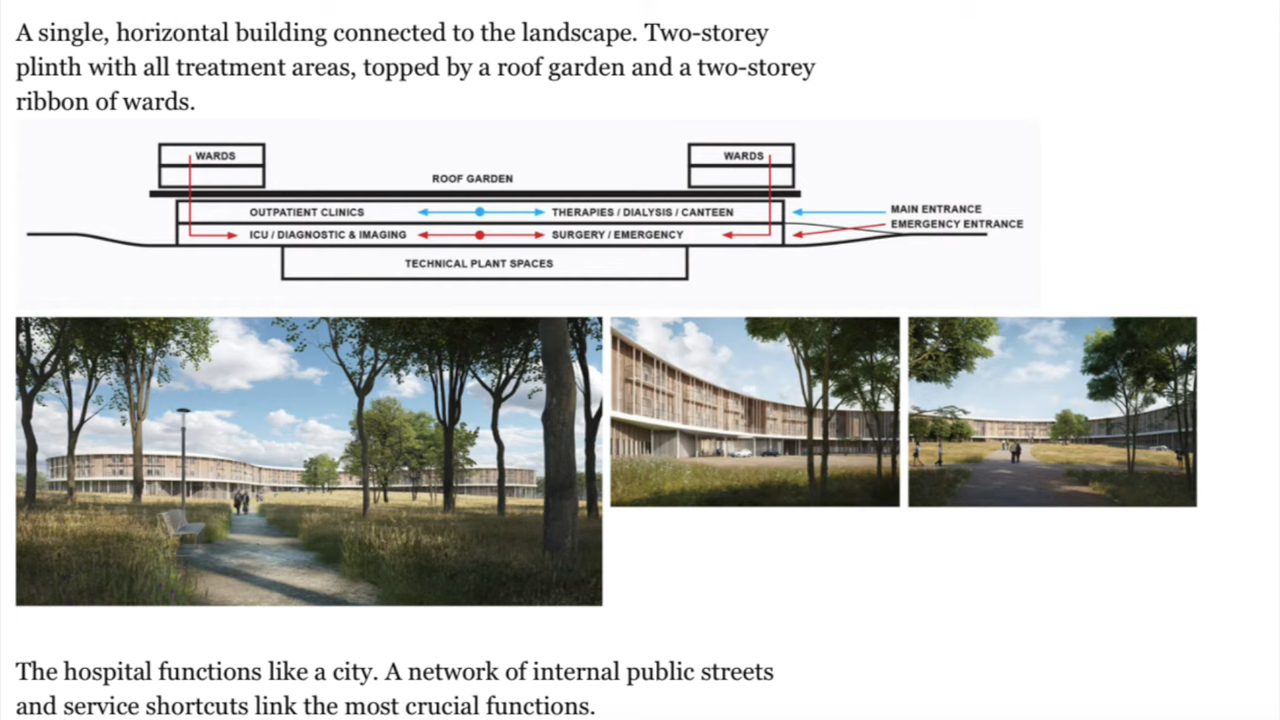 A single, horizontal building connected to the landscape. Two-storey
plinth with all treatment areas, topped by a roof garden and a two-storey
ribbon of wards.
WARDS
WARDS
ROOF GARDEN
OUTPATIENT CLINICS
THERAPIES / DIALYSIS / CANTEEN
MAIN ENTRANCE
EMERGENCY ENTRANCE
ICU / DIAGNOSTIC & IMAGING
SURGERY / EMERGENCY
TECHNICAL PLANT SPACES
The hospital functions like a city. A network of internal public streets
and service shortcuts link the most crucial functions.